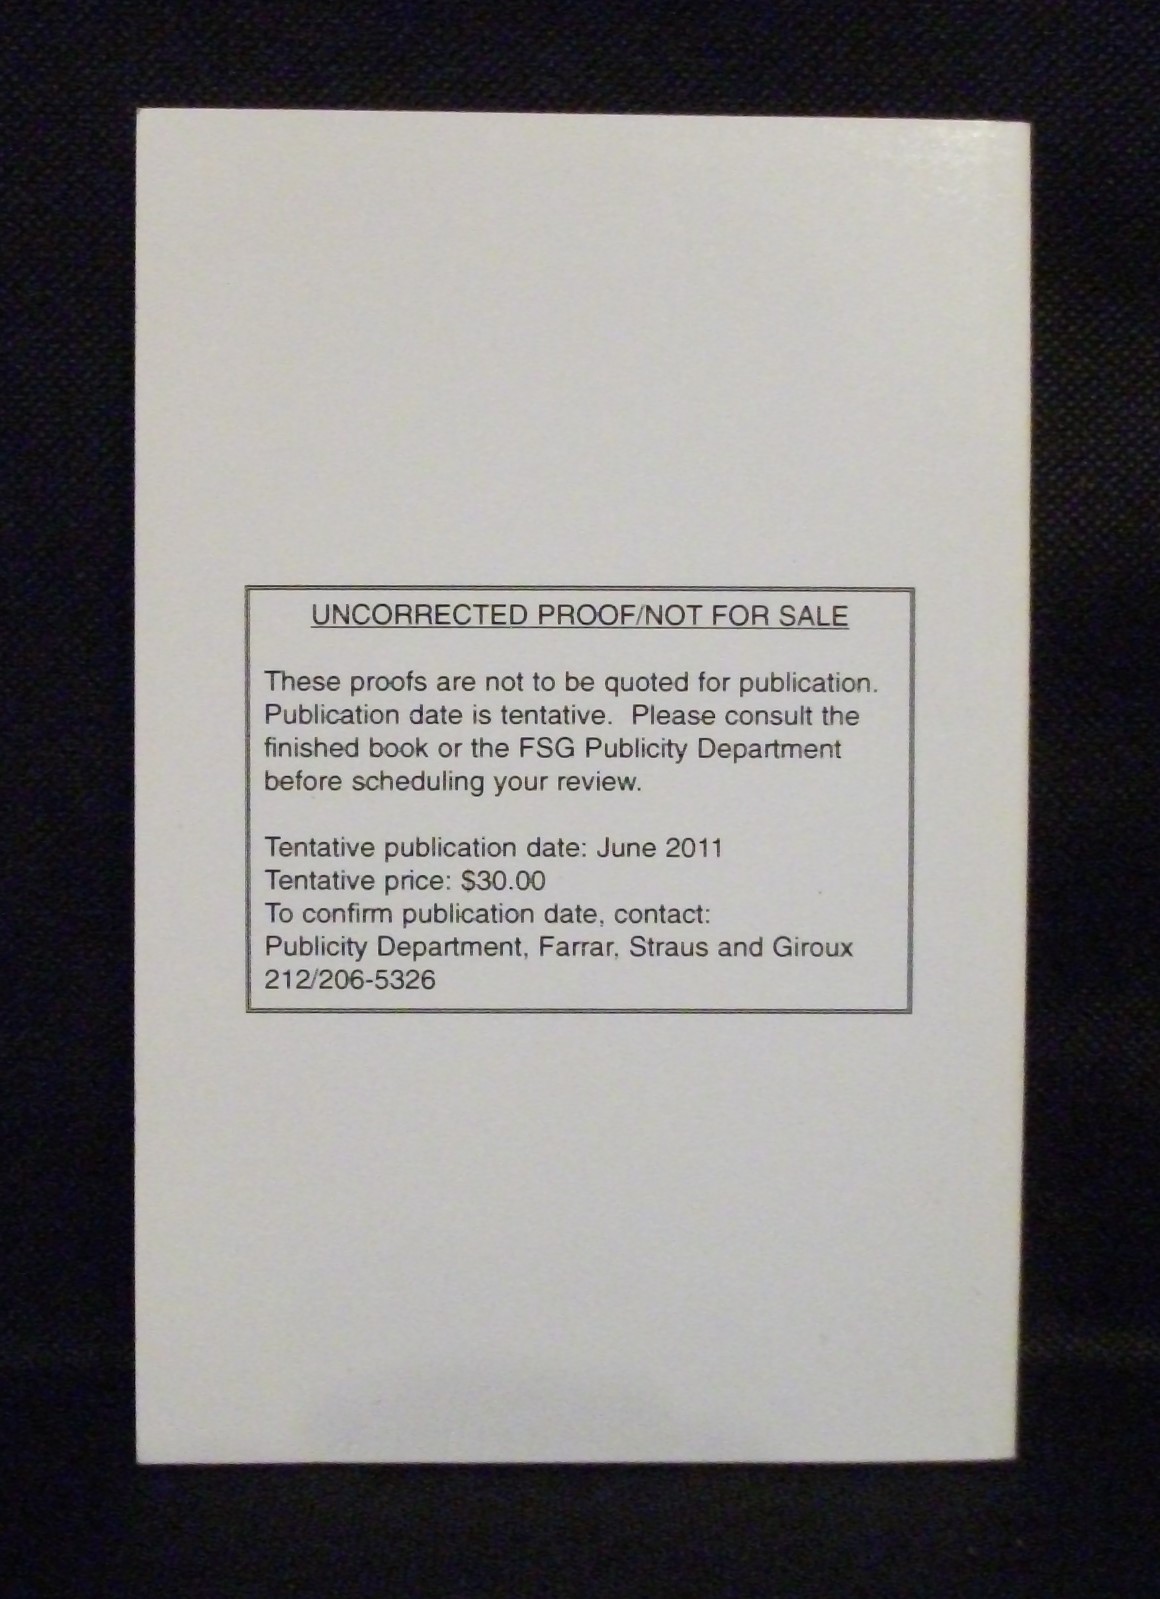 UNCORRECTED PROOF/NOT FOR SALE
These proofs are not to be quoted for publication.
Publication date is tentative.  Please consult the
finished book or the FSG Publicity Department
before scheduling your review.
Tentative publication date: June 2011
Tentative price: $30.00
To confirm publication date, contact:
Publicity Department, Farrar, Straus and Giroux
212/206-5326